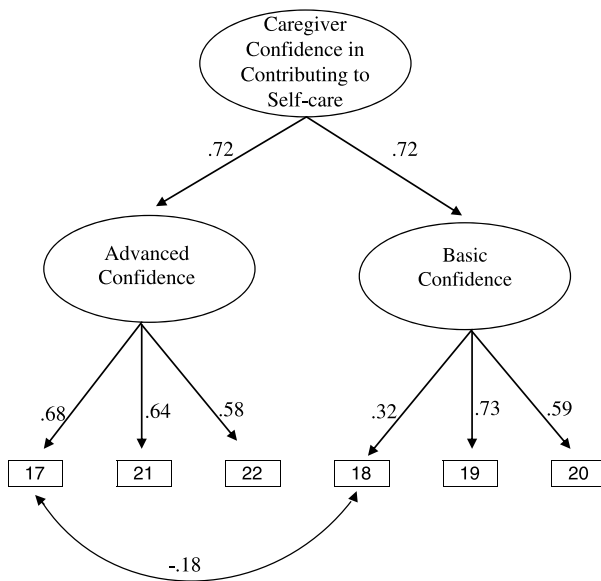 Caregiver
Confidence in
Contributing to
Self-care
.72
.72
Advanced
Confidence
Basic
Confidence
.68
.64
.58
.32
.73
.59
17
21
22
18
19
20
-.18